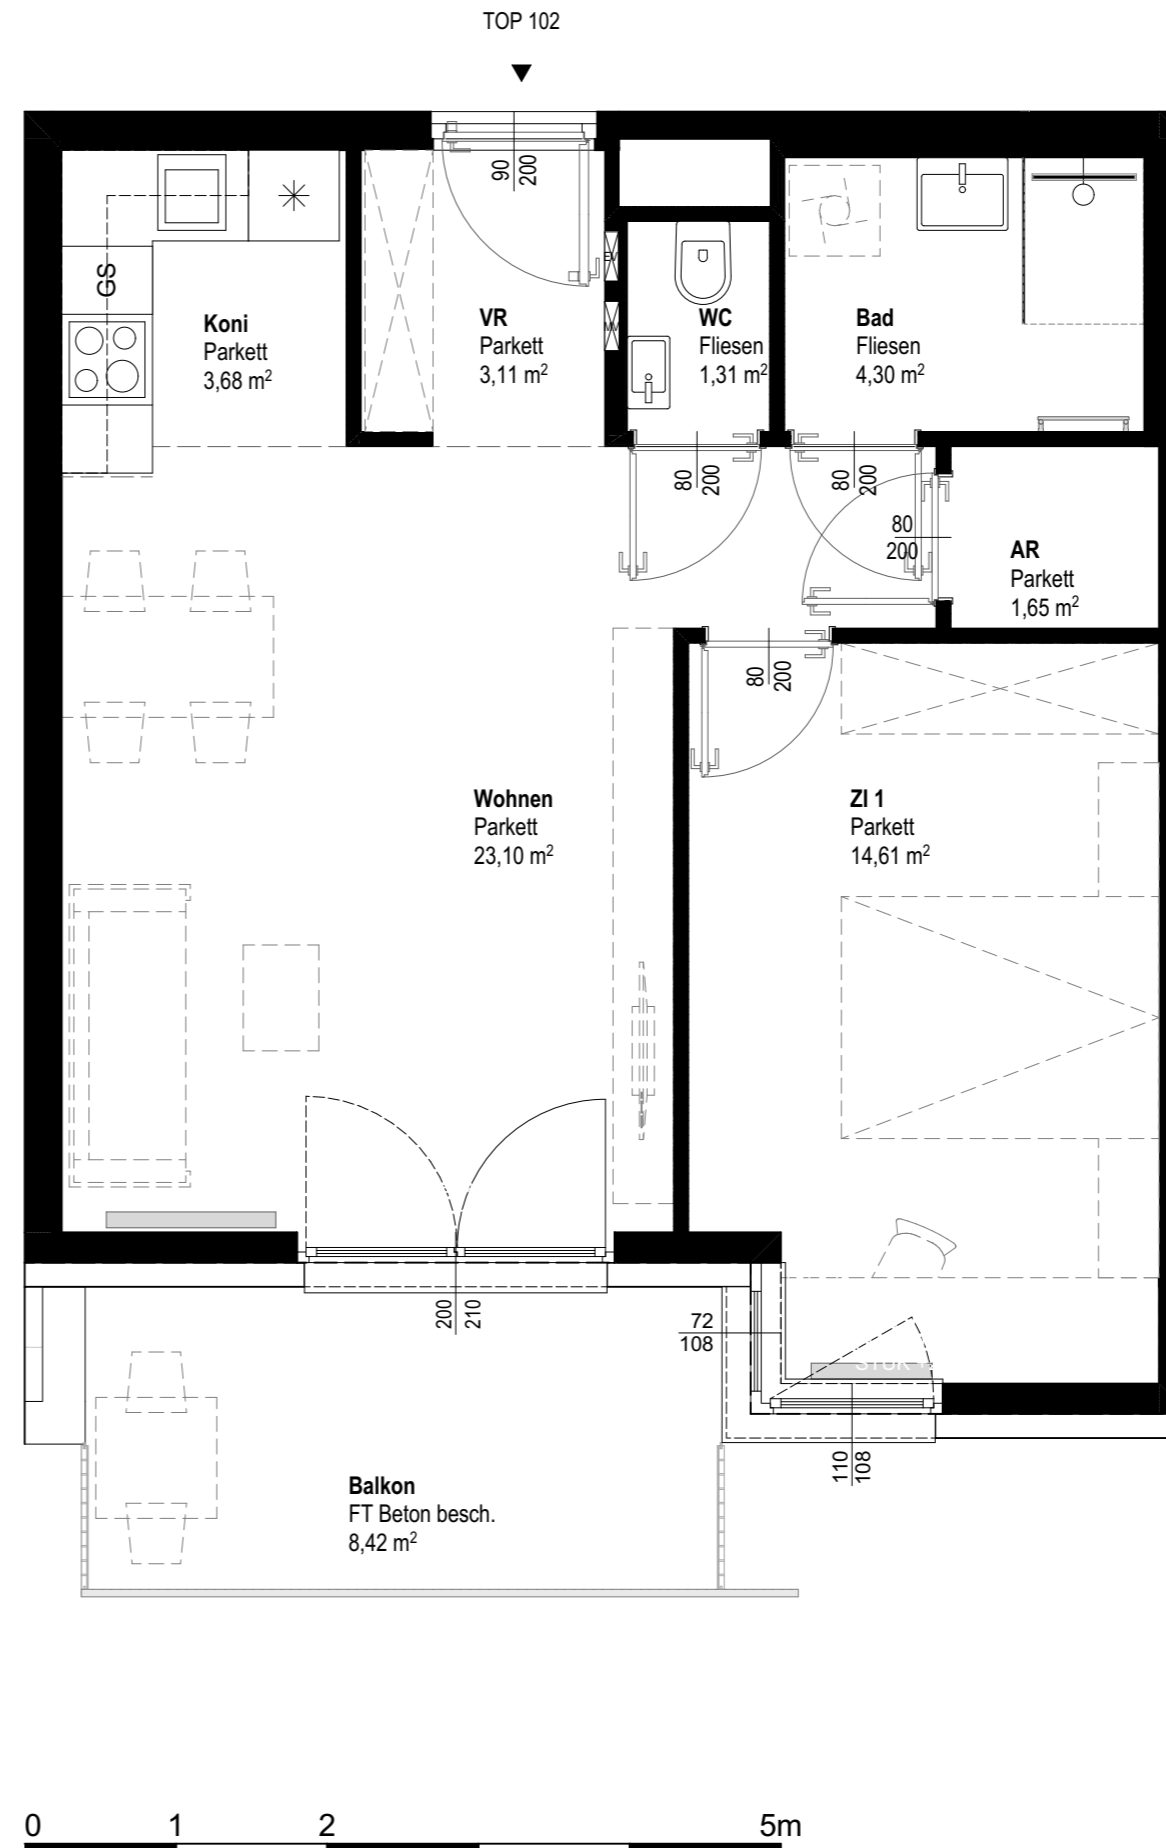 TOP 102
90
200
GS
Koni
Parkett
3,68 m²
VR
Parkett
3,11 m²
WC
Fliesen
1,31 m²
Bad
Fliesen
4,30 m²
80
200
80
200
80
200
AR
Parkett
1,65 m²
80
200
Wohnen
Parkett
23,10 m²
ZI 1
Parkett
14,61 m²
200
210
72
108
110
108
Balkon
FT Beton besch.
8,42 m²
0 1 2 5m